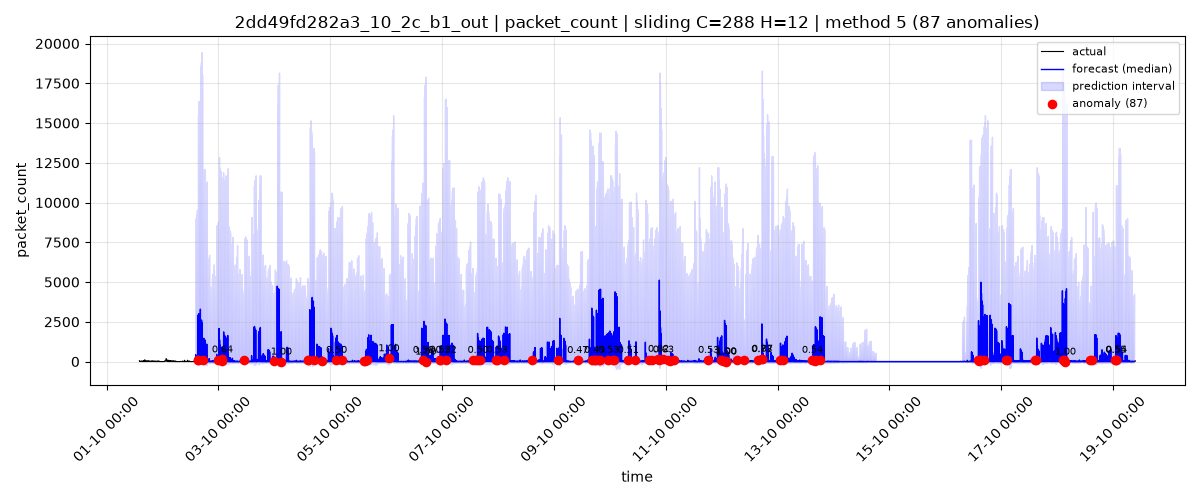 2dd49fd282a3_10_2c_b1_out | packet_count | sliding C=288 H=12 | method 5 (87 anomalies)
actual
forecast (median)
prediction interval
anomaly (87)
packet_count
20000
17500
15000
12500
10000
7500
5000
2500
0
01-10 00:00
03-10 00:00
05-10 00:00
07-10 00:00
09-10 00:00
11-10 00:00
13-10 00:00
15-10 00:00
17-10 00:00
19-10 00:00
time